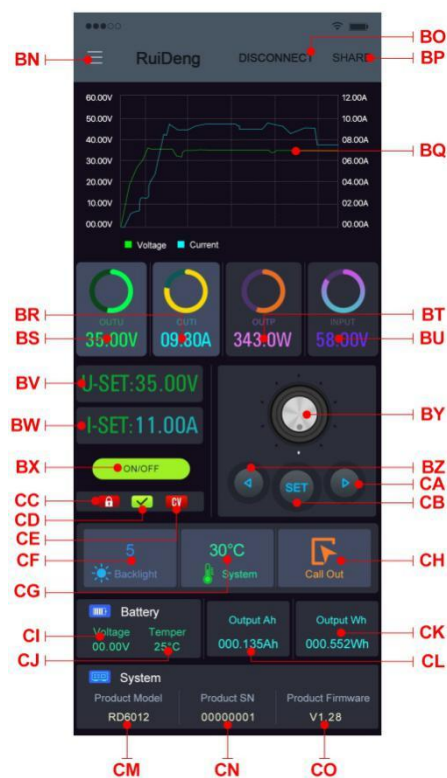 BO
BN RuiDeng DISCONNECT SHARE BP
60.00V 12.00A
50.00V 10.00A
40.00V 08.00A
BQ
30.00V 06.00A
20.00V 04.00A
10.00V 02.00A
00.00V 00.00A
Voltage Current
BR OUTU CUTI OUTP INPUT BT
BS 35.00V 09.80A 343.0W 58.00V BU
BV U-SET:35.00V
BY
BW I-SET:11.00A
BX ON/OFF BZ
CA
SET
CC CV CB
CD
CE
CF 5 30°C CH
Backlight System Call Out
CG
Battery
Output Ah Output Wh
CI Voltage Temper CK
00.00V 25°C 000.135Ah 000.552Wh
CJ CL
System
Product Model Product SN Product Firmware
RD6012 00000001 V1.28
CM CN CO